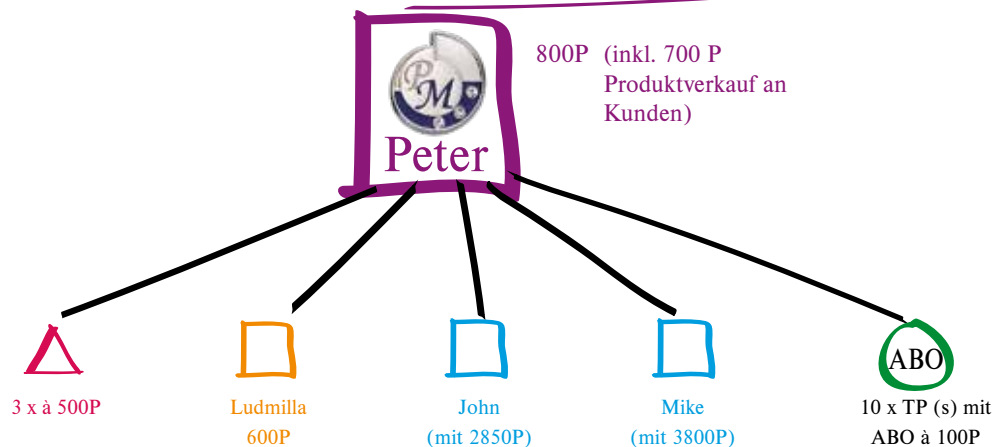 PM
800P (inkl. 700 P
Produktverkauf an
Kunden)
Peter
ABO
3 x à 500P
Ludmilla
600P
John
(mit 2850P)
Mike
(mit 3800P)
10 x TP (s) mit
ABO à 100P